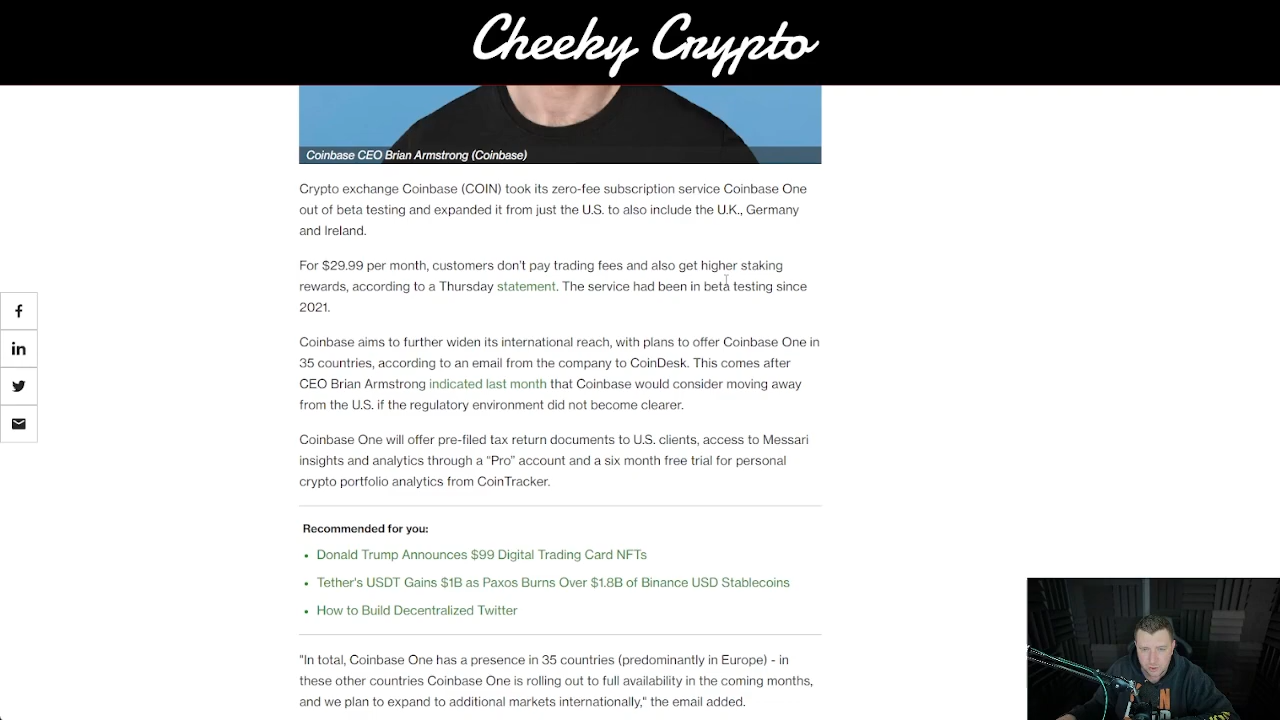 Cheeky Crypto
Coinbase CEO Brian Armstrong (Coinbase)
Crypto exchange Coinbase (COIN) took its zero-fee subscription service Coinbase One
out of beta testing and expanded it from just the U.S. to also include the U.K., Germany
and Ireland.
For $29.99 per month, customers don't pay trading fees and also get higher staking
rewards, according to a Thursday statement. The service had been in beta testing since
2021.
Coinbase aims to further widen its international reach, with plans to offer Coinbase One in
35 countries, according to an email from the company to CoinDesk. This comes after
CEO Brian Armstrong indicated last month that Coinbase would consider moving away
from the U.S. if the regulatory environment did not become clearer.
Coinbase One will offer pre-filed tax return documents to U.S. clients, access to Messari
insights and analytics through a “Pro” account and a six month free trial for personal
crypto portfolio analytics from CoinTracker.
Recommended for you:
• Donald Trump Announces $99 Digital Trading Card NFTs
• Tether's USDT Gains $1B as Paxos Burns Over $1.8B of Binance USD Stablecoins
• How to Build Decentralized Twitter
"In total, Coinbase One has a presence in 35 countries (predominantly in Europe) - in
these other countries Coinbase One is rolling out to full availability in the coming months,
and we plan to expand to additional markets internationally," the email added.